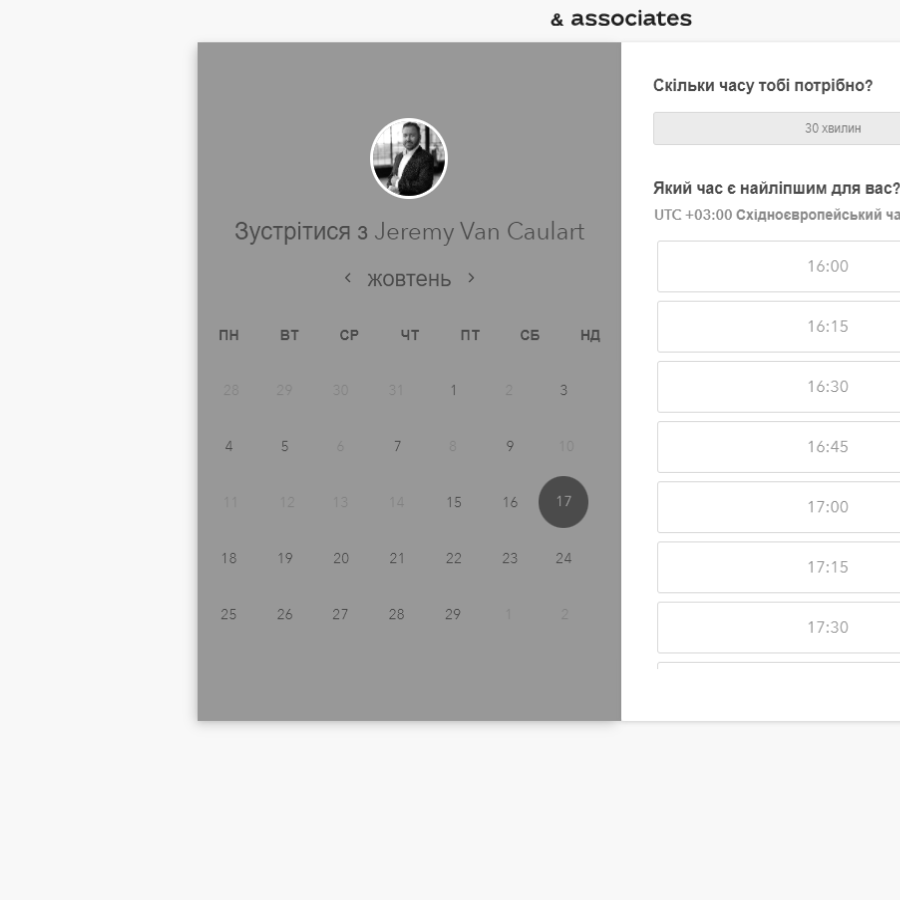 & associates
Зустрітися з Jeremy Van Caulart
жовтень
ПН ВТ СР ЧТ ПТ СБ НД
28 29 30 31 1 2 3
4 5 6 7 8 9 10
11 12 13 14 15 16 17
18 19 20 21 22 23 24
25 26 27 28 29 1 2
Скільки часу тобі потрібно?
30 хвилин
Який час є найліпшим для вас?
UTC +03:00 Східноєвропейський ча
16:00
16:15
16:30
16:45
17:00
17:15
17:30